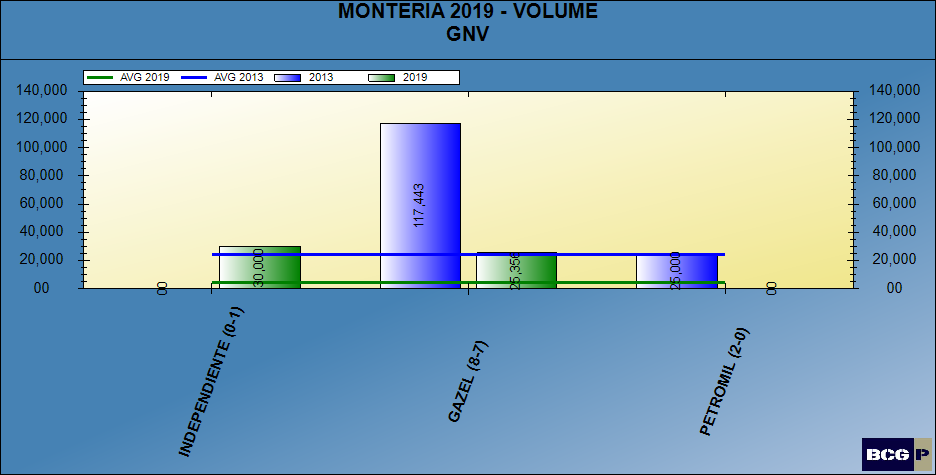 MONTERIA 2019 - VOLUME
GNV
AVG 2019 AVG 2013 2013 2019
140,000 140,000
120,000 120,000
100,000 100,000
80,000 80,000
60,000 60,000
40,000 40,000
20,000 20,000
00 00
00
30,000
117,443
25,356
25,000
00
INDEPENDIENTE (0-1)
GAZEL (8-7)
PETROMIL (2-0)
BCG P